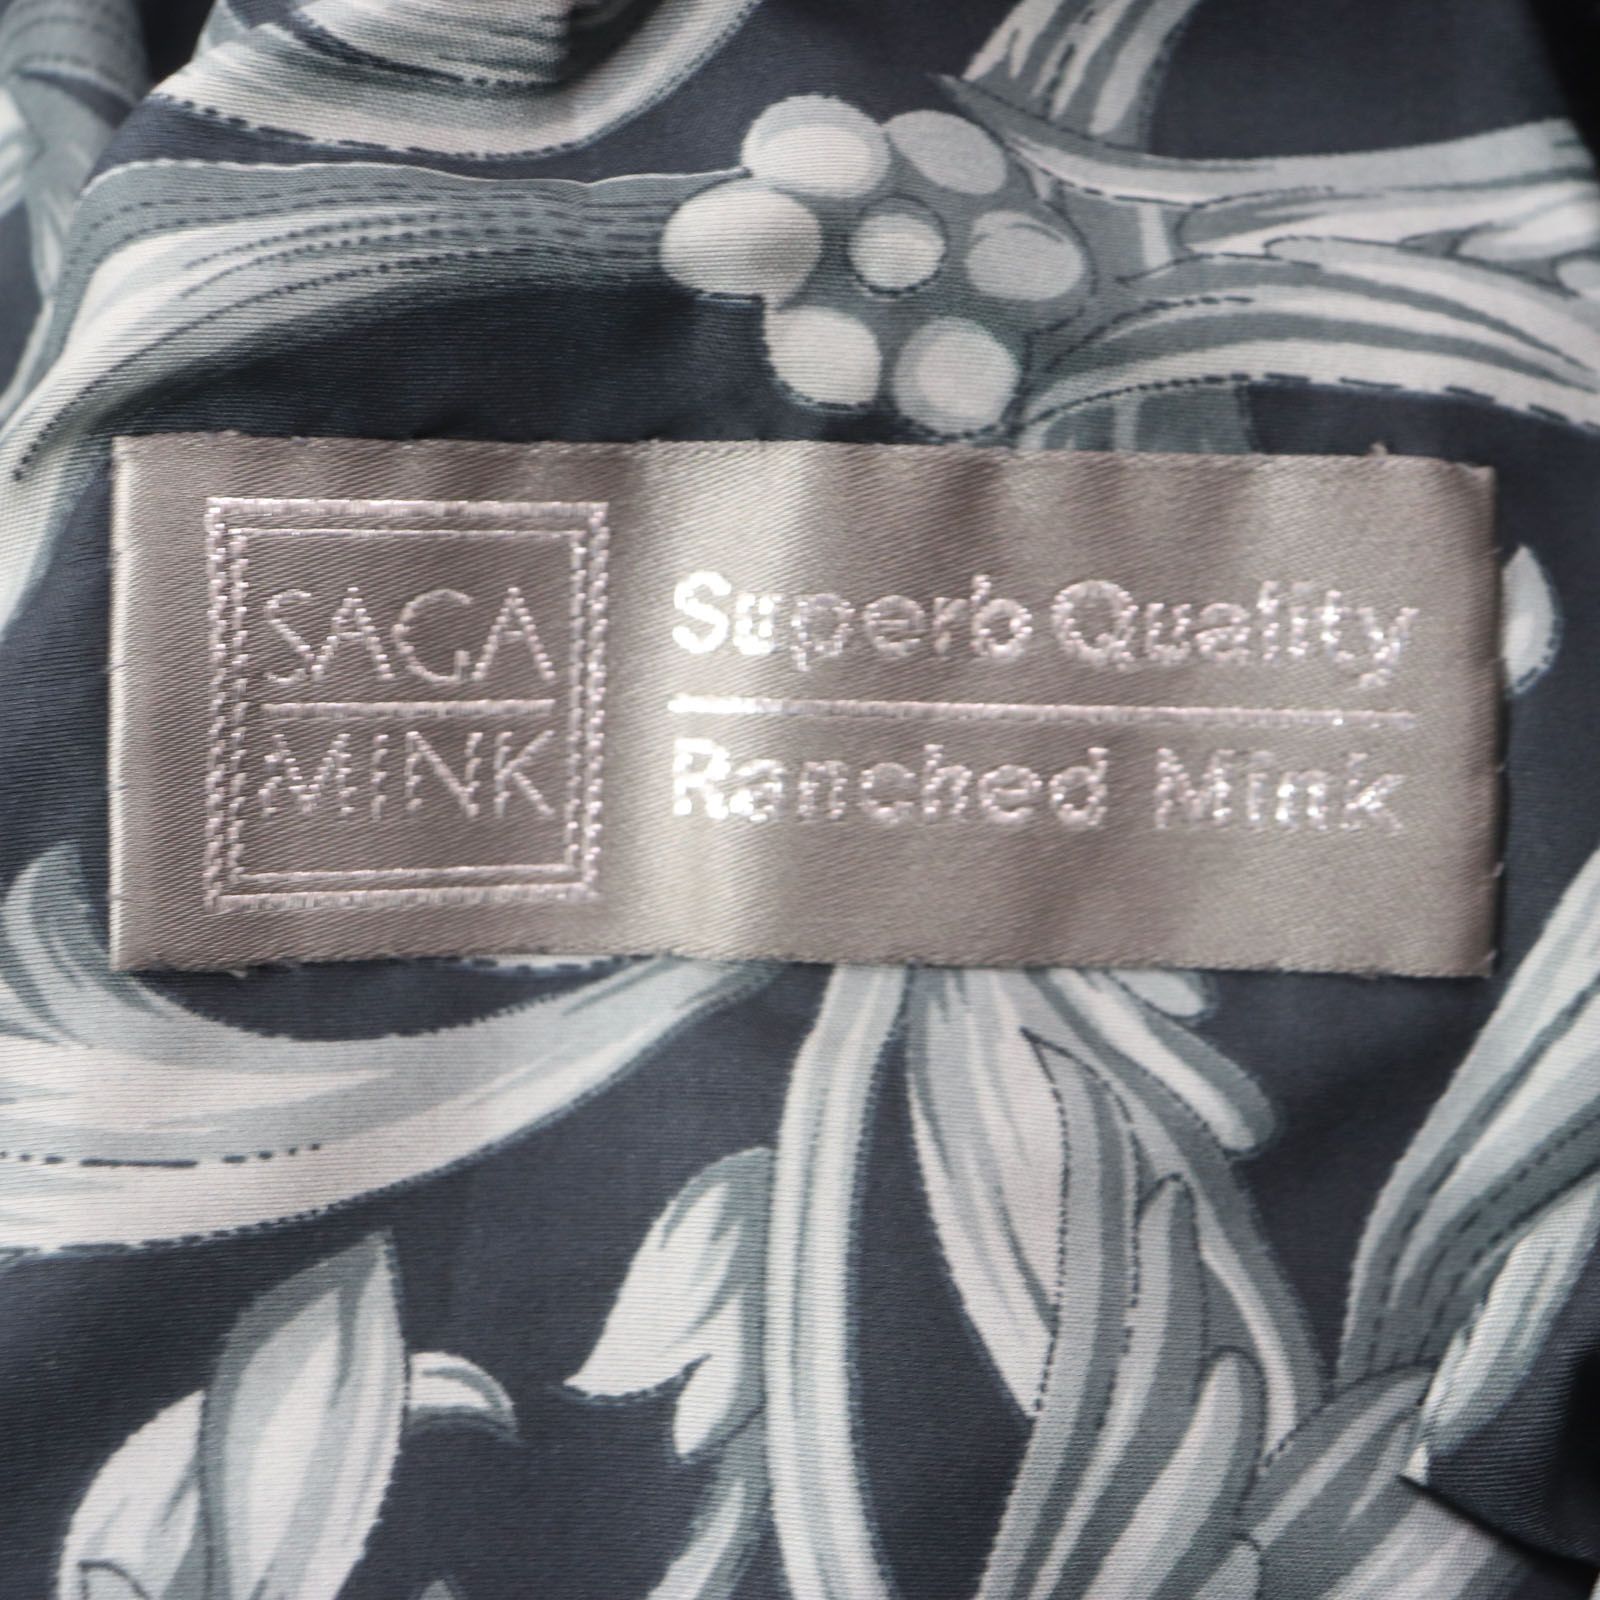 SAGA
MINK
Superb Quality
Ranched Mink